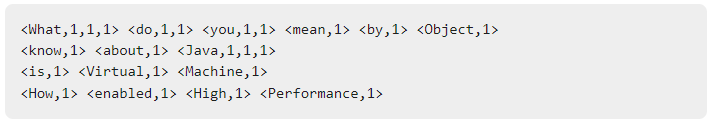 <What,1,1,1> <do,1,1> <you,1,1> <mean,1> <by,1> <Object,1>
<know,1> <about,1> <Java,1,1,1>
<is,1> <Virtual,1> <Machine,1>
<How,1> <enabled,1> <High,1> <Performance,1>